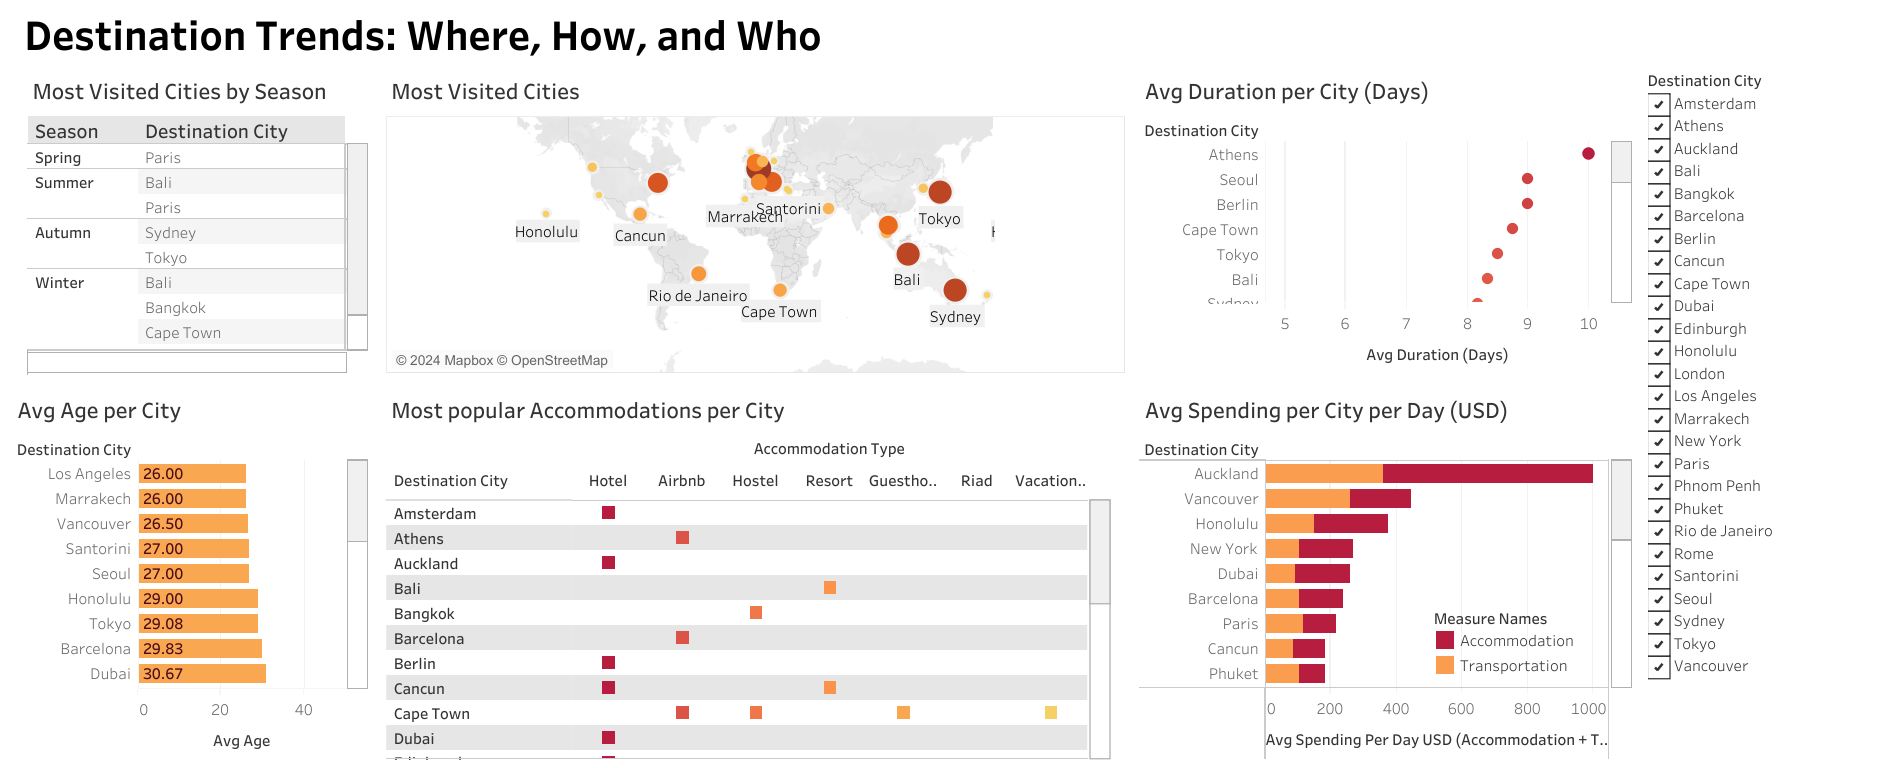 Destination Trends: Where, How, and Who
Most Visited Cities by Season
Season Destination City
Spring Paris
Summer Bali
Paris
Autumn Sydney
Tokyo
Winter Bali
Bangkok
Cape Town
Most Visited Cities
Honolulu
Cancun
Marrakech
Santorini
Tokyo
H
Rio de Janeiro
Cape Town
Bali
Sydney
© 2024 Mapbox © OpenStreetMap
Avg Duration per City (Days)
Destination City
Athens
Seoul
Berlin
Cape Town
Tokyo
Bali
Sydney
5 6 7 8 9 10
Avg Duration (Days)
Destination City
Amsterdam
Athens
Auckland
Bali
Bangkok
Barcelona
Berlin
Cancun
Cape Town
Dubai
Edinburgh
Honolulu
London
Los Angeles
Marrakech
New York
Paris
Phnom Penh
Phuket
Rio de Janeiro
Rome
Santorini
Seoul
Sydney
Tokyo
Vancouver
Avg Age per City
Destination City
Los Angeles 26.00
Marrakech 26.00
Vancouver 26.50
Santorini 27.00
Seoul 27.00
Honolulu 29.00
Tokyo 29.08
Barcelona 29.83
Dubai 30.67
0 20 40
Avg Age
Most popular Accommodations per City
Accommodation Type
Destination City Hotel Airbnb Hostel Resort Guestho.. Riad Vacation..
Amsterdam
Athens
Auckland
Bali
Bangkok
Barcelona
Berlin
Cancun
Cape Town
Dubai
Avg Spending per City per Day (USD)
Destination City
Auckland
Vancouver
Honolulu
New York
Dubai
Barcelona
Paris
Cancun
Phuket
Measure Names
Accommodation
Transportation
0 200 400 600 800 1000
Avg Spending Per Day USD (Accommodation + T..